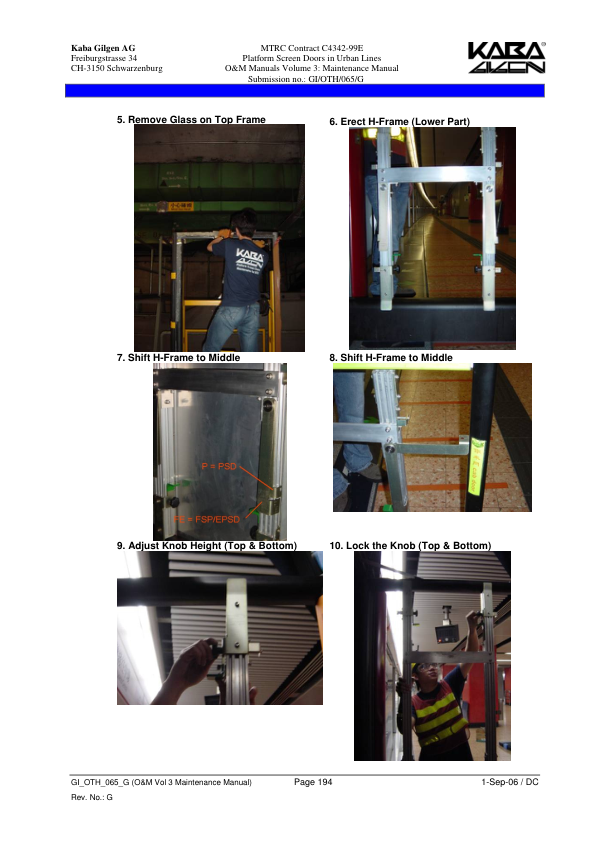 Kaba Gilgen AG
Freiburgstrasse 34
CH-3150 Schwarzenburg
MTRC Contract C4342-99E
Platform Screen Doors in Urban Lines
O&M Manuals Volume 3: Maintenance Manual
Submission no.: GI/OTH/065/G
KABA®
GILGEN
5. Remove Glass on Top Frame
6. Erect H-Frame (Lower Part)
KABA
GILGEN
7. Shift H-Frame to Middle
8. Shift H-Frame to Middle
P = PSD
FE = FSP/EPSD
9. Adjust Knob Height (Top & Bottom)
10. Lock the Knob (Top & Bottom)
GI_OTH_065_G (O&M Vol 3 Maintenance Manual)
Page 194
1-Sep-06 / DC
Rev. No.: G